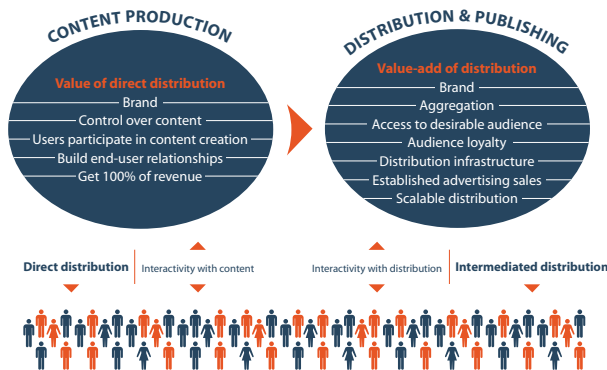 CONTENT PRODUCTION
Value of direct distribution
Brand
Control over content
Users participate in content creation
Build end-user relationships
Get 100% of revenue
DISTRIBUTION & PUBLISHING
Value-add of distribution
Brand
Aggregation
Access to desirable audience
Audience loyalty
Distribution infrastructure
Established advertising sales
Scalable distribution
Direct distribution
Interactivity with content
Interactivity with distribution
Intermediated distribution